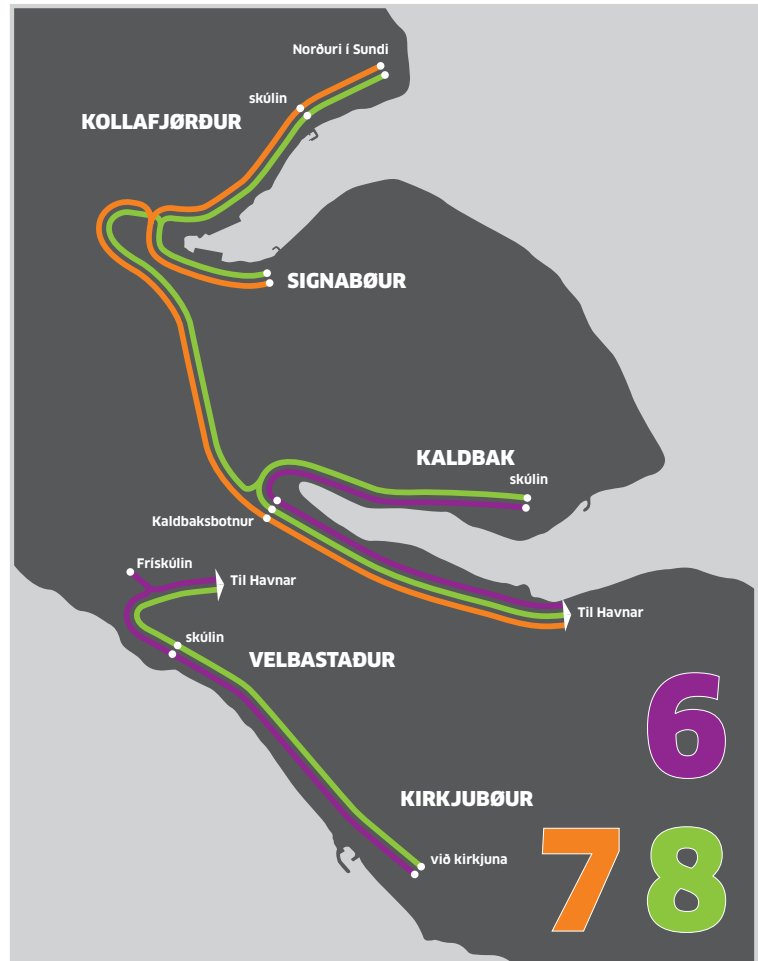 Norðuri í Sundi
skúlin
KOLLAFJØRÐUR
SIGNABØUR
KALDBAK
skúlin
Kaldbaksbotnur
Frískúlin
Til Havnar
Til Havnar
skúlin
VELBASTAÐUR
6
KIRKJUBØUR
7 8
við kirkjuna